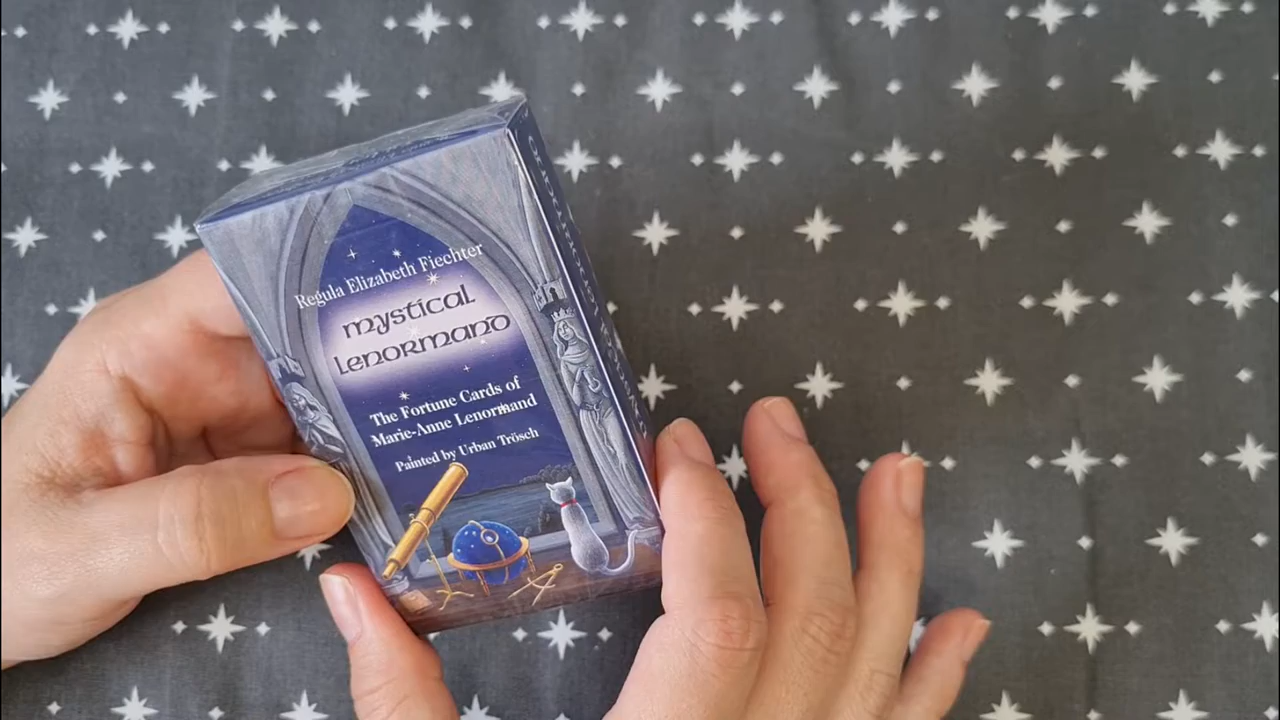 Regula Elizabeth Fiechter
mystical
lenormand
The Fortune Cards of
Marie-Anne Lenormand
Painted by Urban Trösch